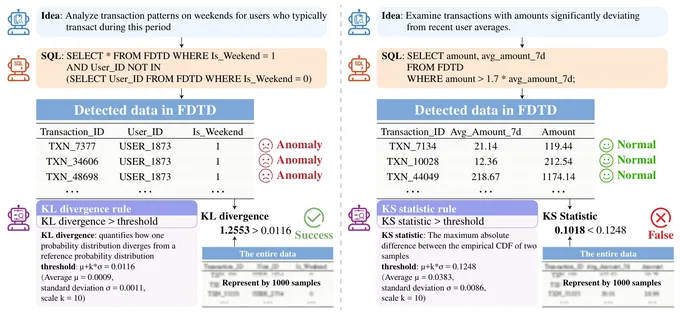 Idea: Analyze transaction patterns on weekends for users who typically
transact during this period
SQL: SELECT * FROM FDTD WHERE Is_Weekend = 1
AND User_ID NOT IN
(SELECT User_ID FROM FDTD WHERE Is_Weekend = 0)
Detected data in FDTD
Transaction_ID User_ID Is_Weekend
TXN_7377 USER_1873 1 Anomaly
TXN_34606 USER_1873 1 Anomaly
TXN_48698 USER_1873 1 Anomaly
... ... ...
KL divergence rule
KL divergence > threshold
KL divergence: quantifies how one
probability distribution diverges from a
reference probability distribution
threshold: μ+k*σ = 0.0116
(Average μ = 0.0009,
standard deviation σ = 0.0011,
scale k = 10)
KL divergence
1.2553 > 0.0116
Success
The entire data
Represent by 1000 samples
Idea: Examine transactions with amounts significantly deviating
from recent user averages.
SQL: SELECT amount, avg_amount_7d
FROM FDTD
WHERE amount > 1.7 * avg_amount_7d;
Detected data in FDTD
Transaction_ID Avg_Amount_7d Amount
TXN_7134 21.14 119.44 Normal
TXN_10028 12.36 212.54 Normal
TXN_44049 218.67 1174.14 Normal
... ... ...
KS statistic rule
KS statistic > threshold
KS statistic: The maximum absolute
difference between the empirical CDF of two
samples
threshold: μ+k*σ = 0.1248
(Average μ = 0.0383,
standard deviation σ = 0.0086,
scale k = 10)
KS Statistic
0.1018 < 0.1248
False
The entire data
Represent by 1000 samples